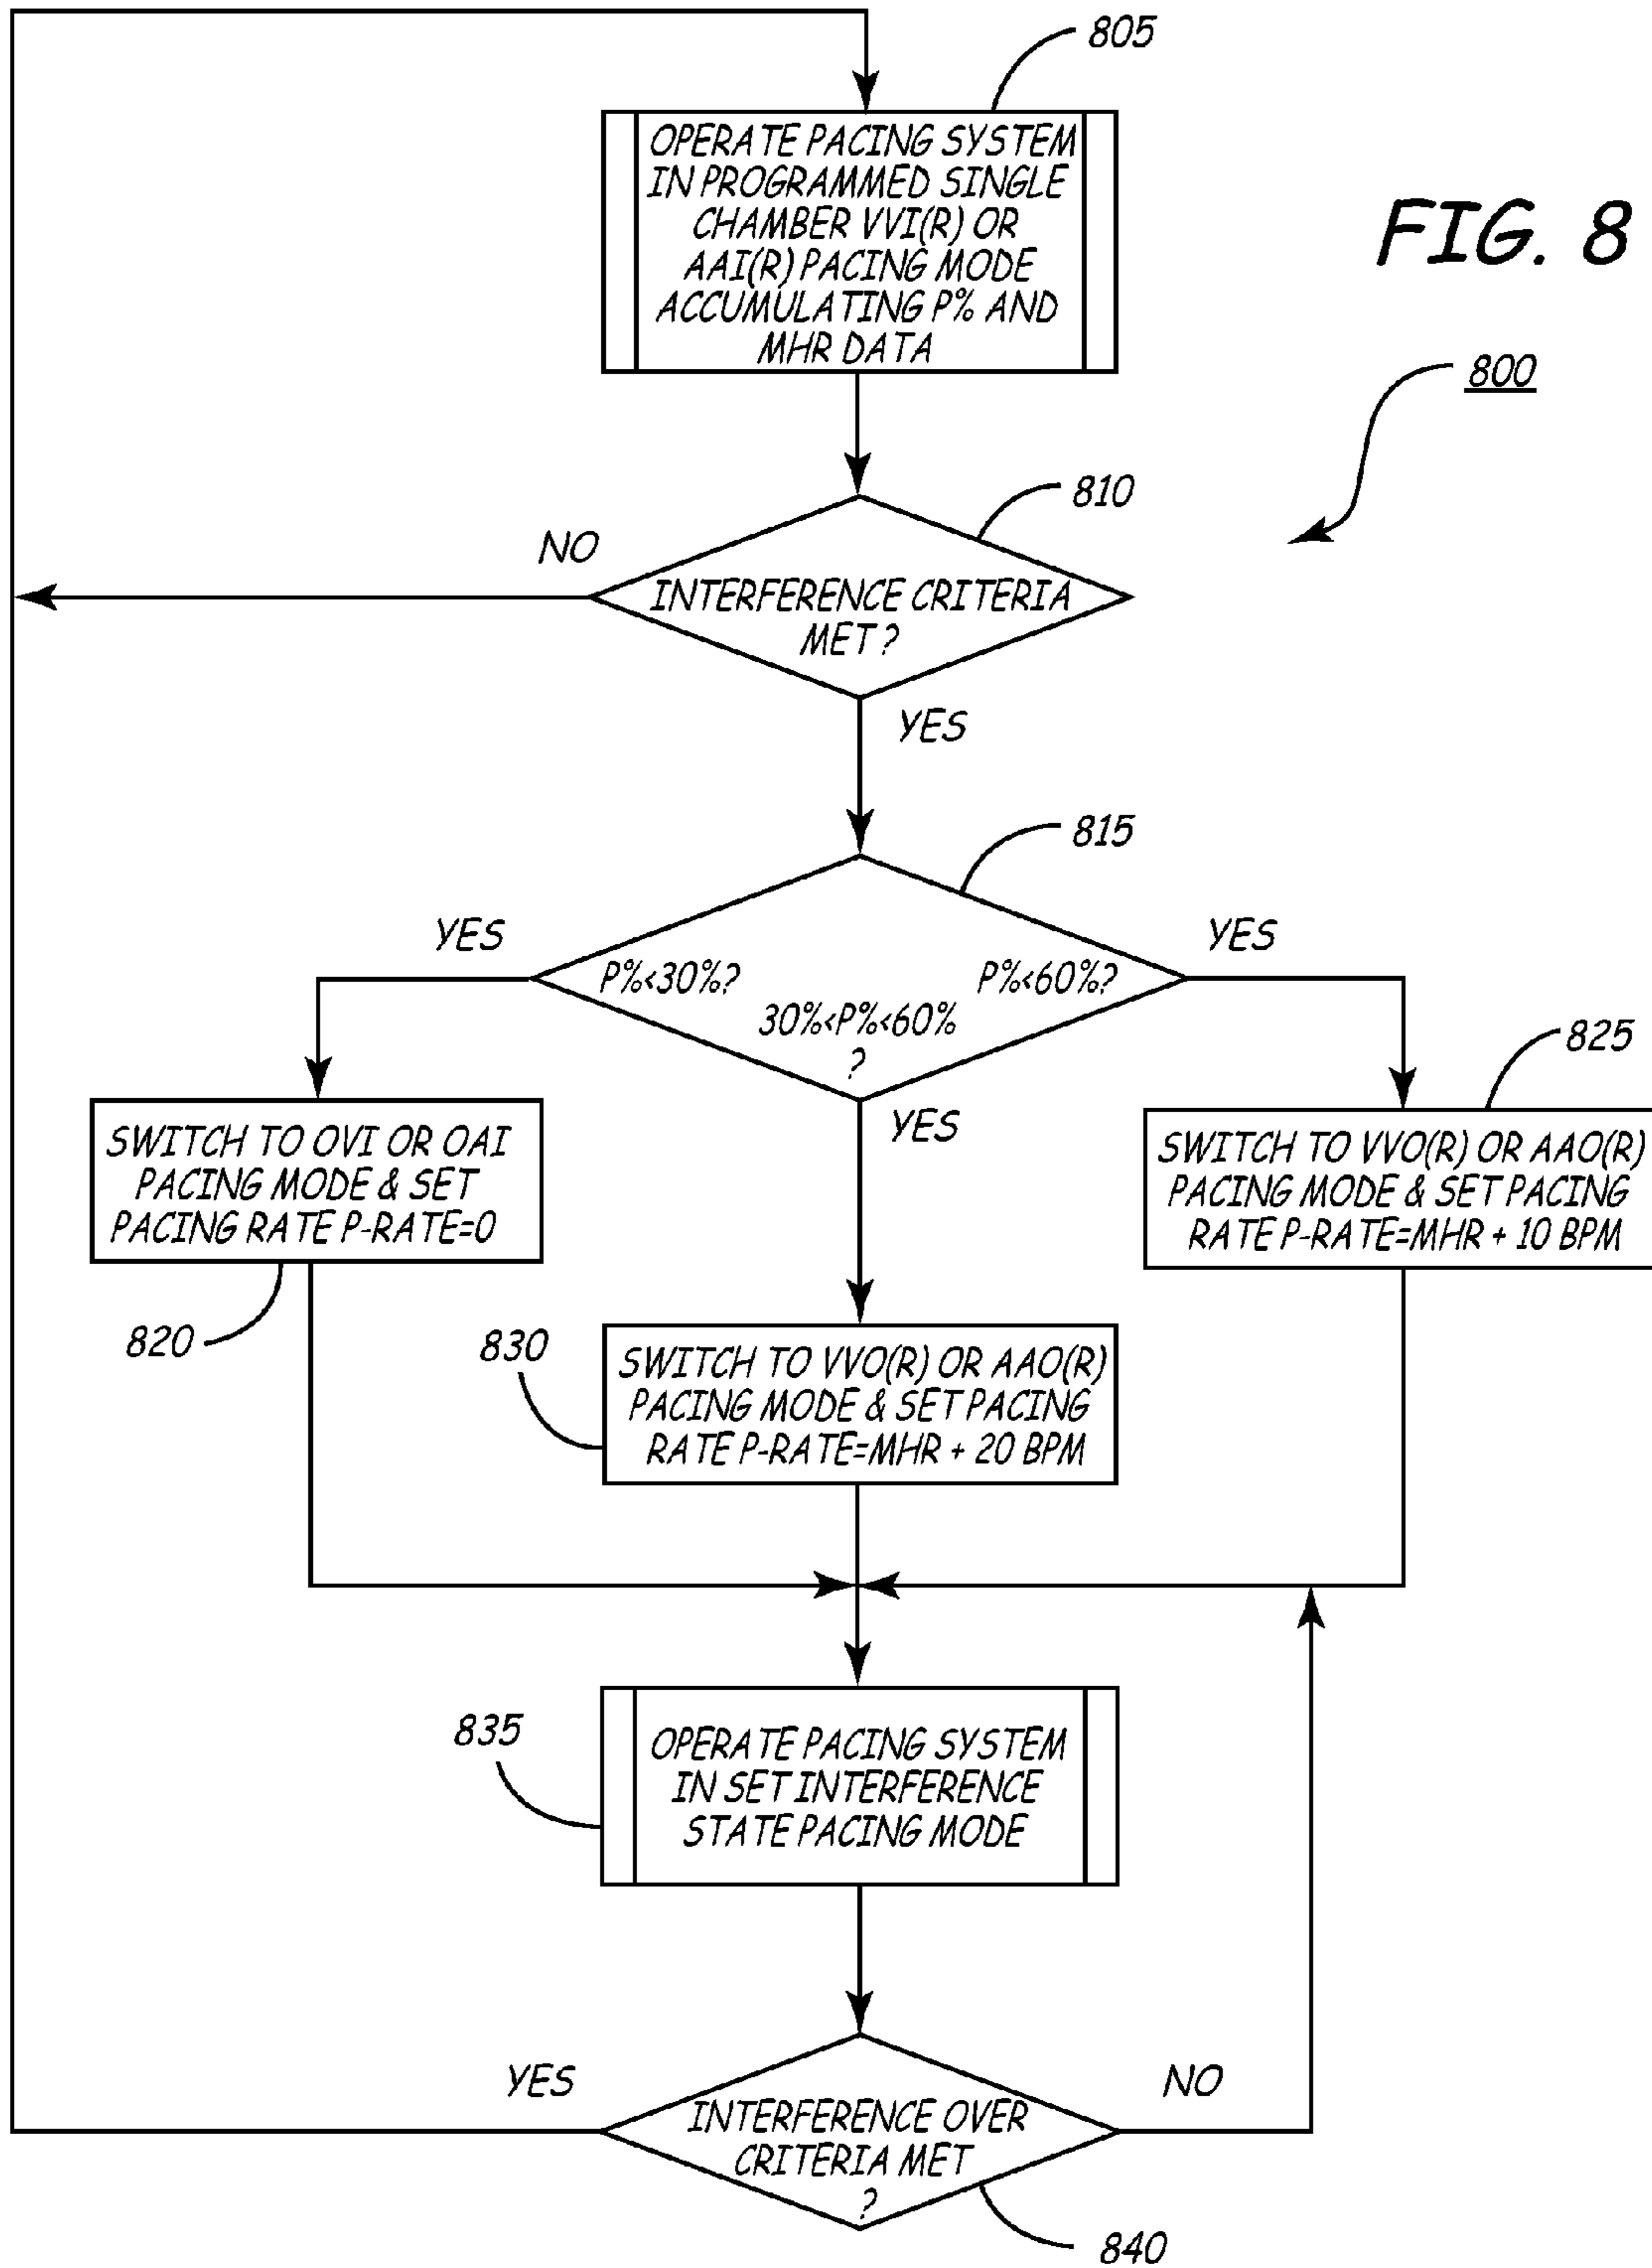 805
OPERATE PACING SYSTEM
IN PROGRAMMED SINGLE
CHAMBER VVI(R) OR
AAI(R) PACING MODE
ACCUMULATING P% AND
MHR DATA
FIG. 8
800
810
NO
INTERFERENCE CRITERIA
MET?
YES
815
YES
YES
P%<30%?
P%<60%?
30%<P%<60%
?
825
YES
SWITCH TO OVI OR OAI
PACING MODE & SET
PACING RATE P-RATE=0
SWITCH TO VVO(R) OR AAO(R)
PACING MODE & SET PACING
RATE P-RATE=MHR + 10 BPM
820
830
SWITCH TO VVO(R) OR AAO(R)
PACING MODE & SET PACING
RATE P-RATE=MHR + 20 BPM
835
OPERATE PACING SYSTEM
IN SET INTERFERENCE
STATE PACING MODE
YES
NO
INTERFERENCE OVER
CRITERIA MET
?
840